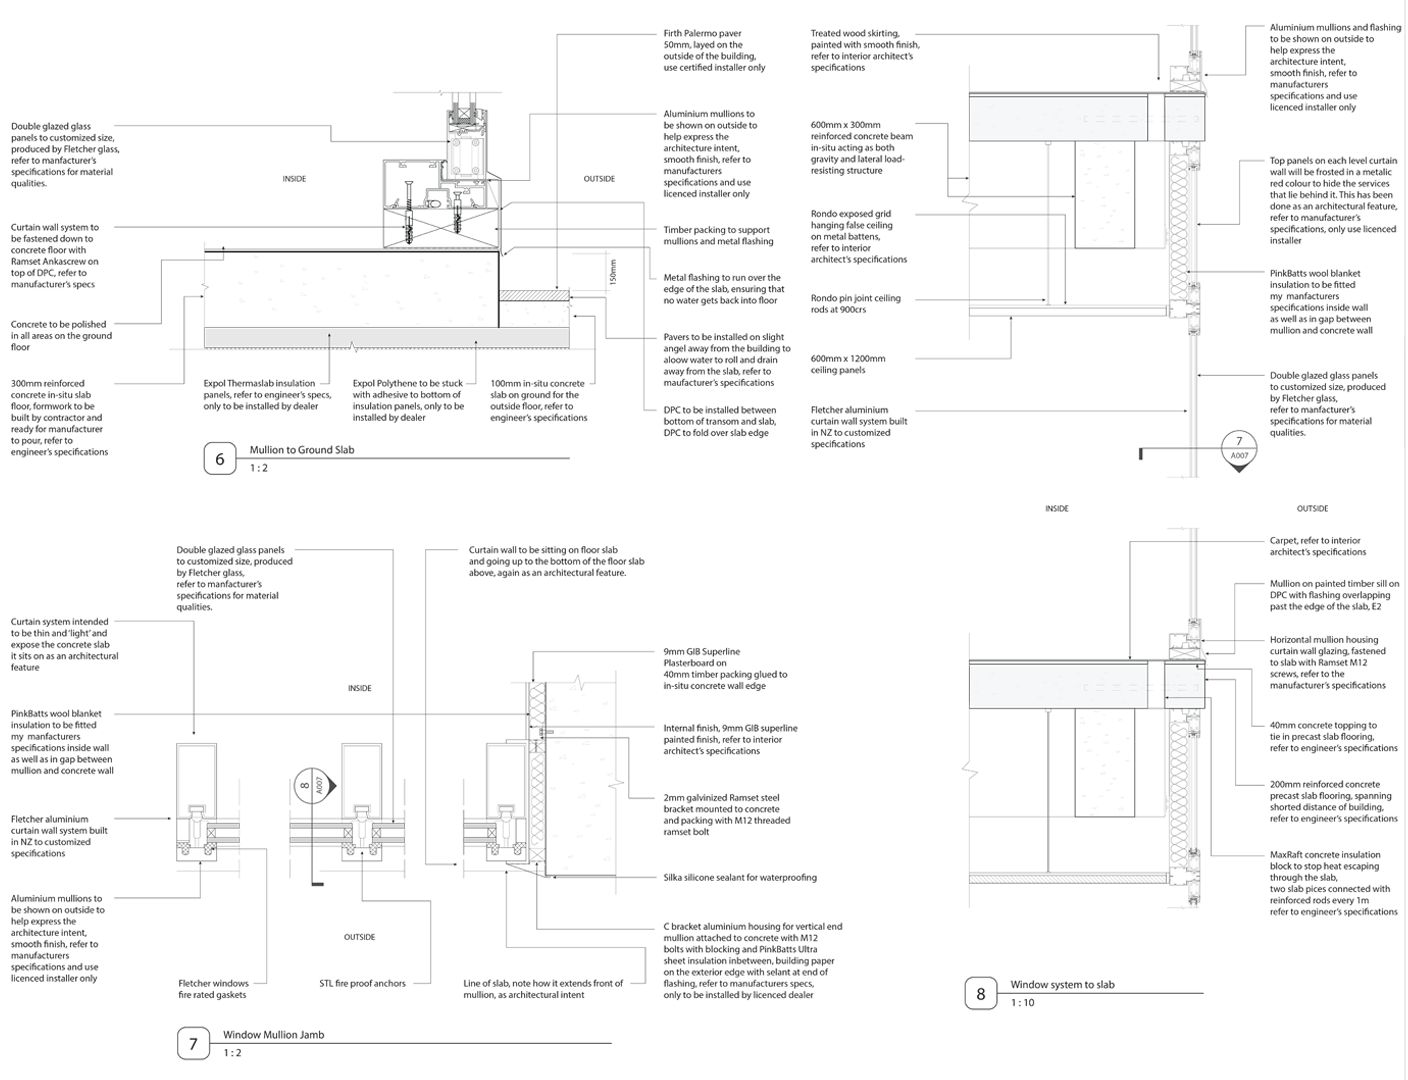 Double glazed glass
panels to customized size,
produced by Fletcher glass,
refer to manfacturer's
specifications for material
qualities.
Curtain wall system to
be fastened down to
concrete floor with
Ramset Ankascrew on
top of DPC, refer to
manufacturer's specs
Concrete to be polished
in all areas on the ground
floor
300mm reinforced
concrete in-situ slab
floor, formwork to be
built by contractor and
ready for manufacturer
to pour, refer to
engineer's specifications
INSIDE
OUTSIDE
150mm
Expol Thermaslab insulation
panels, refer to engineer's specs,
only to be installed by dealer
Expol Polythene to be stuck
with adhesive to bottom of
insulation panels, only to be
installed by dealer
100mm in-situ concrete
slab on ground for the
outside floor, refer to
engineer's specifications
Firth Palermo paver
50mm, layed on the
outside of the building,
use certified installer only
Aluminium mullions to
be shown on outside to
help express the
architecture intent,
smooth finish, refer to
manufacturers
specifications and use
licenced installer only
Timber packing to support
mullions and metal flashing
Metal flashing to run over the
edge of the slab, ensuring that
no water gets back into floor
Pavers to be installed on slight
angel away from the building to
aloow water to roll and drain
away from the slab, refer to
maufacturer's specifications
DPC to be installed between
bottom of transom and slab,
DPC to fold over slab edge
6
Mullion to Ground Slab
1 : 2
Treated wood skirting,
painted with smooth finish,
refer to interior architect's
specifications
600mm x 300mm
reinforced concrete beam
in-situ acting as both
gravity and lateral load-
resisting structure
Rondo exposed grid
hanging false ceiling
on metal battens,
refer to interior
architect's specifications
Rondo pin joint ceiling
rods at 900crs
600mm x 1200mm
ceiling panels
Fletcher aluminium
curtain wall system built
in NZ to customized
specifications
Aluminium mullions and flashing
to be shown on outside to
help express the
architecture intent,
smooth finish, refer to
manufacturers
specifications and use
licenced installer only
Top panels on each level curtain
wall will be frosted in a metalic
red colour to hide the services
that lie behind it. This has been
done as an architectural feature,
refer to manufacturer's
specifications, only use licenced
installer
PinkBatts wool blanket
insulation to be fitted
my manfacturers
specifications inside wall
as well as in gap between
mullion and concrete wall
Double glazed glass panels
to customized size, produced
by Fletcher glass,
refer to manfacturer's
specifications for material
qualities.
7
A007
INSIDE
OUTSIDE
Carpet, refer to interior
architect's specifications
Mullion on painted timber sill on
DPC with flashing overlapping
past the edge of the slab, E2
Horizontal mullion housing
curtain wall glazing, fastened
to slab with Ramset M12
screws, refer to the
manufacturer's specifications
40mm concrete topping to
tie in precast slab flooring,
refer to engineer's specifications
200mm reinforced concrete
precast slab flooring, spanning
shorted distance of building,
refer to engineer's specifications
MaxRaft concrete insulation
block to stop heat escaping
through the slab,
two slab pices connected with
reinforced rods every 1m
refer to engineer's specifications
8
Window system to slab
1 : 10
Double glazed glass panels
to customized size, produced
by Fletcher glass,
refer to manfacturer's
specifications for material
qualities.
Curtain wall to be sitting on floor slab
and going up to the bottom of the floor slab
above, again as an architectural feature.
Curtain system intended
to be thin and 'light' and
expose the concrete slab
it sits on as an architectural
feature
PinkBatts wool blanket
insulation to be fitted
my manfacturers
specifications inside wall
as well as in gap between
mullion and concrete wall
Fletcher aluminium
curtain wall system built
in NZ to customized
specifications
Aluminium mullions to
be shown on outside to
help express the
architecture intent,
smooth finish, refer to
manufacturers
specifications and use
licenced installer only
INSIDE
8
A007
OUTSIDE
Fletcher windows
fire rated gaskets
STL fire proof anchors
Line of slab, note how it extends front of
mullion, as architectural intent
9mm GIB Superline
Plasterboard on
40mm timber packing glued to
in-situ concrete wall edge
Internal finish, 9mm GIB superline
painted finish, refer to interior
architect's specifications
2mm galvinized Ramset steel
bracket mounted to concrete
and packing with M12 threaded
ramset bolt
Silka silicone sealant for waterproofing
C bracket aluminium housing for vertical end
mullion attached to concrete with M12
bolts with blocking and PinkBatts Ultra
sheet insulation inbetween, building paper
on the exterior edge with selant at end of
flashing, refer to manufacturers specs,
only to be installed by licenced dealer
7
Window Mullion Jamb
1 : 2